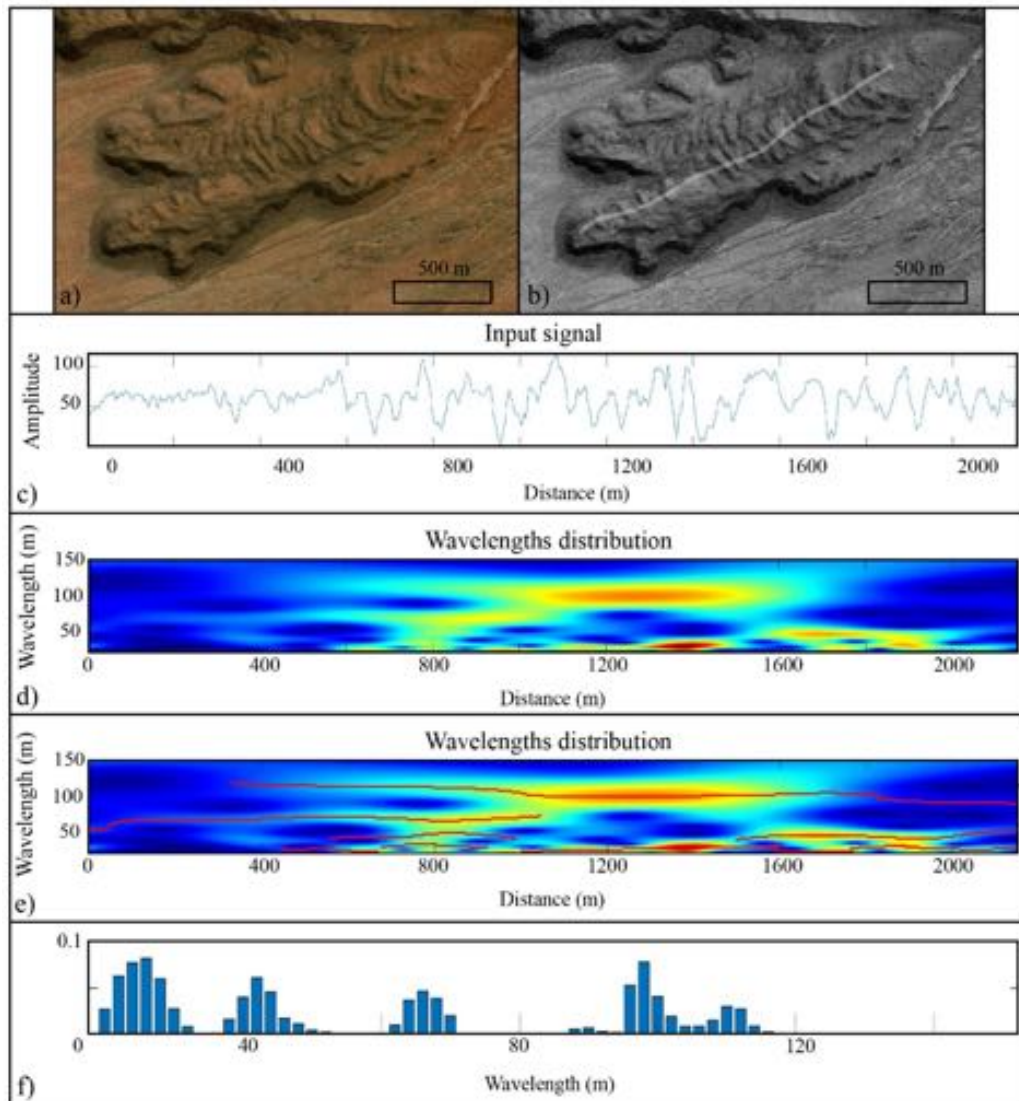 500 m
a)
500 m
b)
Input signal
Amplitude
100
50
0 400 800 1200 1600 2000
Distance (m)
c)
Wavelengths distribution
Wavelength (m)
150
100
50
0 400 800 1200 1600 2000
Distance (m)
d)
Wavelengths distribution
Wavelength (m)
150
100
50
0 400 800 1200 1600 2000
Distance (m)
e)
0.1
0 40 80 120
Wavelength (m)
f)